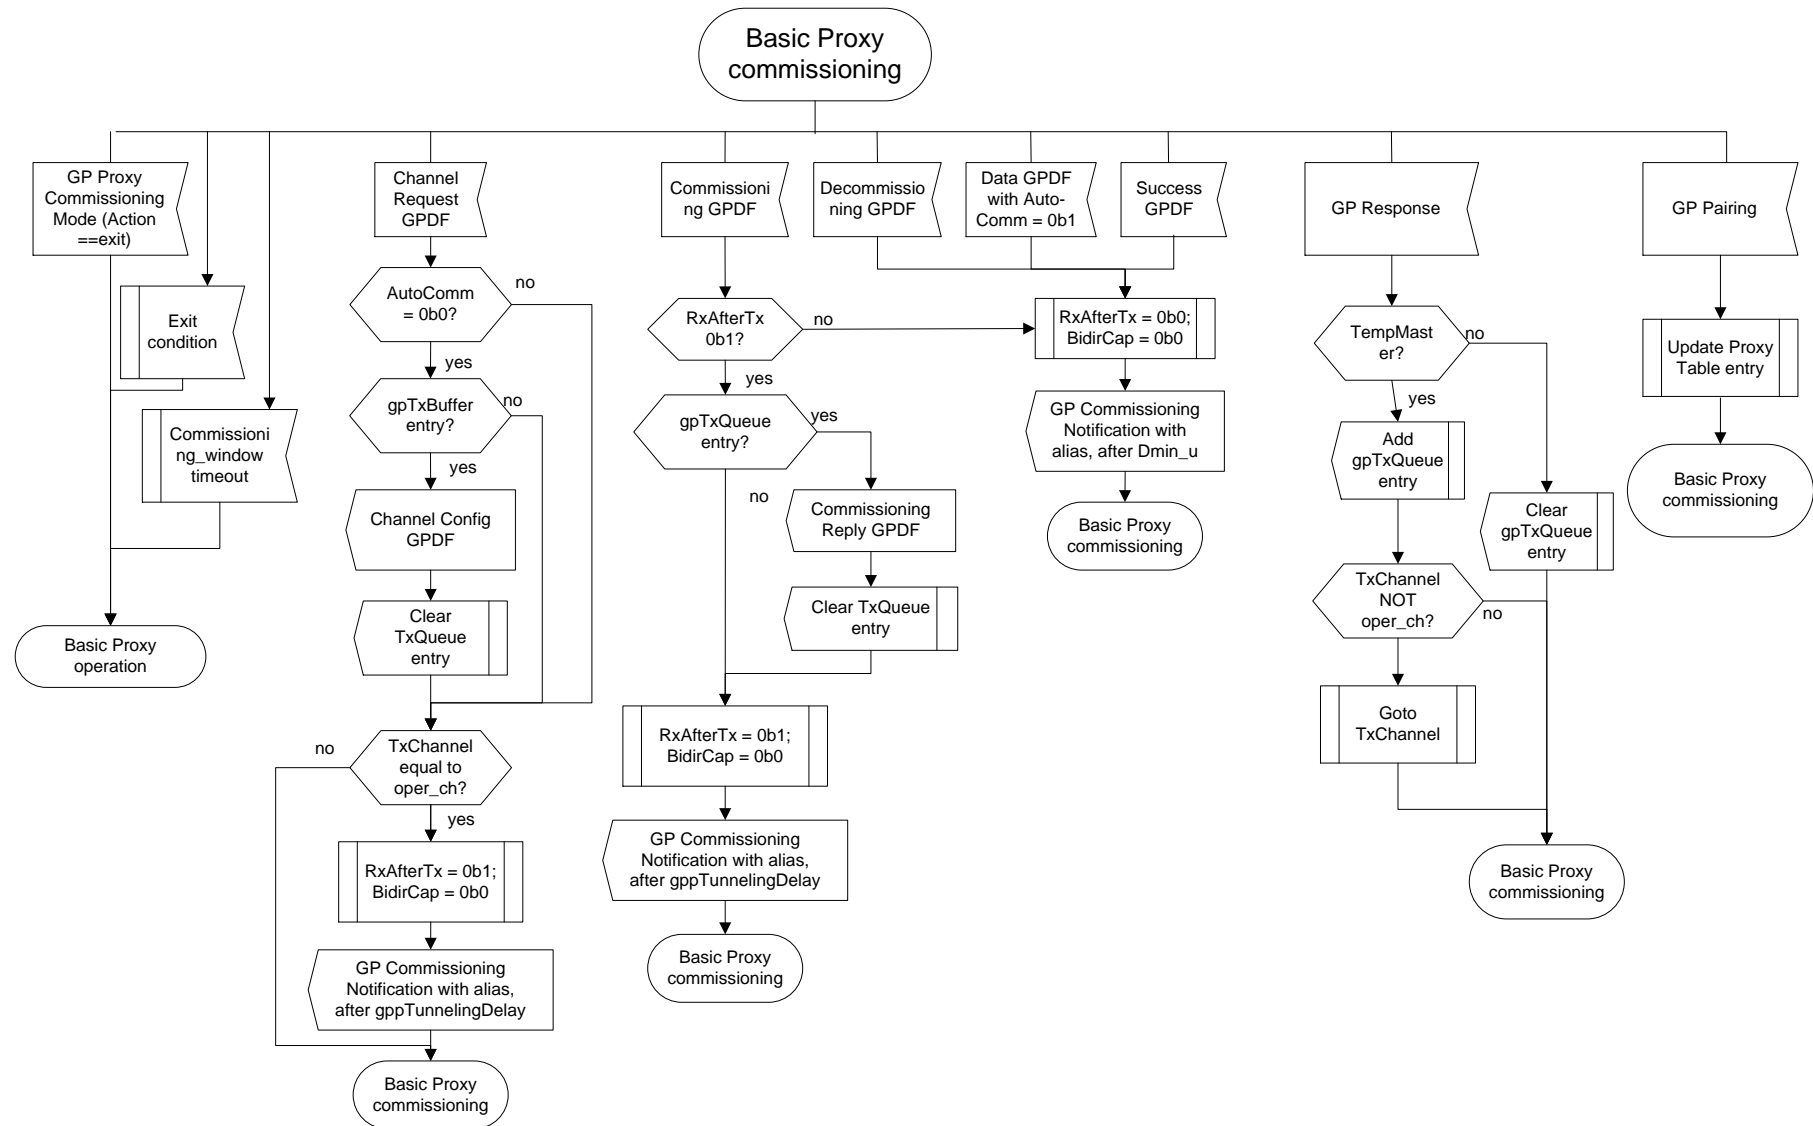 Basic Proxy
commissioning
GP Proxy
Commissioning
Mode (Action
==exit)
Exit
condition
Commissioni
ng_window
timeout
Basic Proxy
operation
Channel
Request
GPDF
AutoComm
= 0b0?
no
yes
gpTxBuffer
entry?
no
yes
Channel Config
GPDF
Clear
TxQueue
entry
TxChannel
equal to
oper_ch?
no
yes
RxAfterTx = 0b1;
BidirCap = 0b0
GP Commissioning
Notification with alias,
after gppTunnelingDelay
Basic Proxy
commissioning
Commissioni
ng GPDF
RxAfterTx
0b1?
no
yes
gpTxQueue
entry?
yes
no
Commissioning
Reply GPDF
Clear TxQueue
entry
RxAfterTx = 0b1;
BidirCap = 0b0
GP Commissioning
Notification with alias,
after gppTunnelingDelay
Basic Proxy
commissioning
Decommissio
ning GPDF
Data GPDF
with Auto-
Comm = 0b1
Success
GPDF
RxAfterTx = 0b0;
BidirCap = 0b0
GP Commissioning
Notification with
alias, after Dmin_u
Basic Proxy
commissioning
GP Response
TempMast
er?
no
yes
Add
gpTxQueue
entry
Clear
gpTxQueue
entry
TxChannel
NOT
oper_ch?
no
Goto
TxChannel
Basic Proxy
commissioning
GP Pairing
Update Proxy
Table entry
Basic Proxy
commissioning